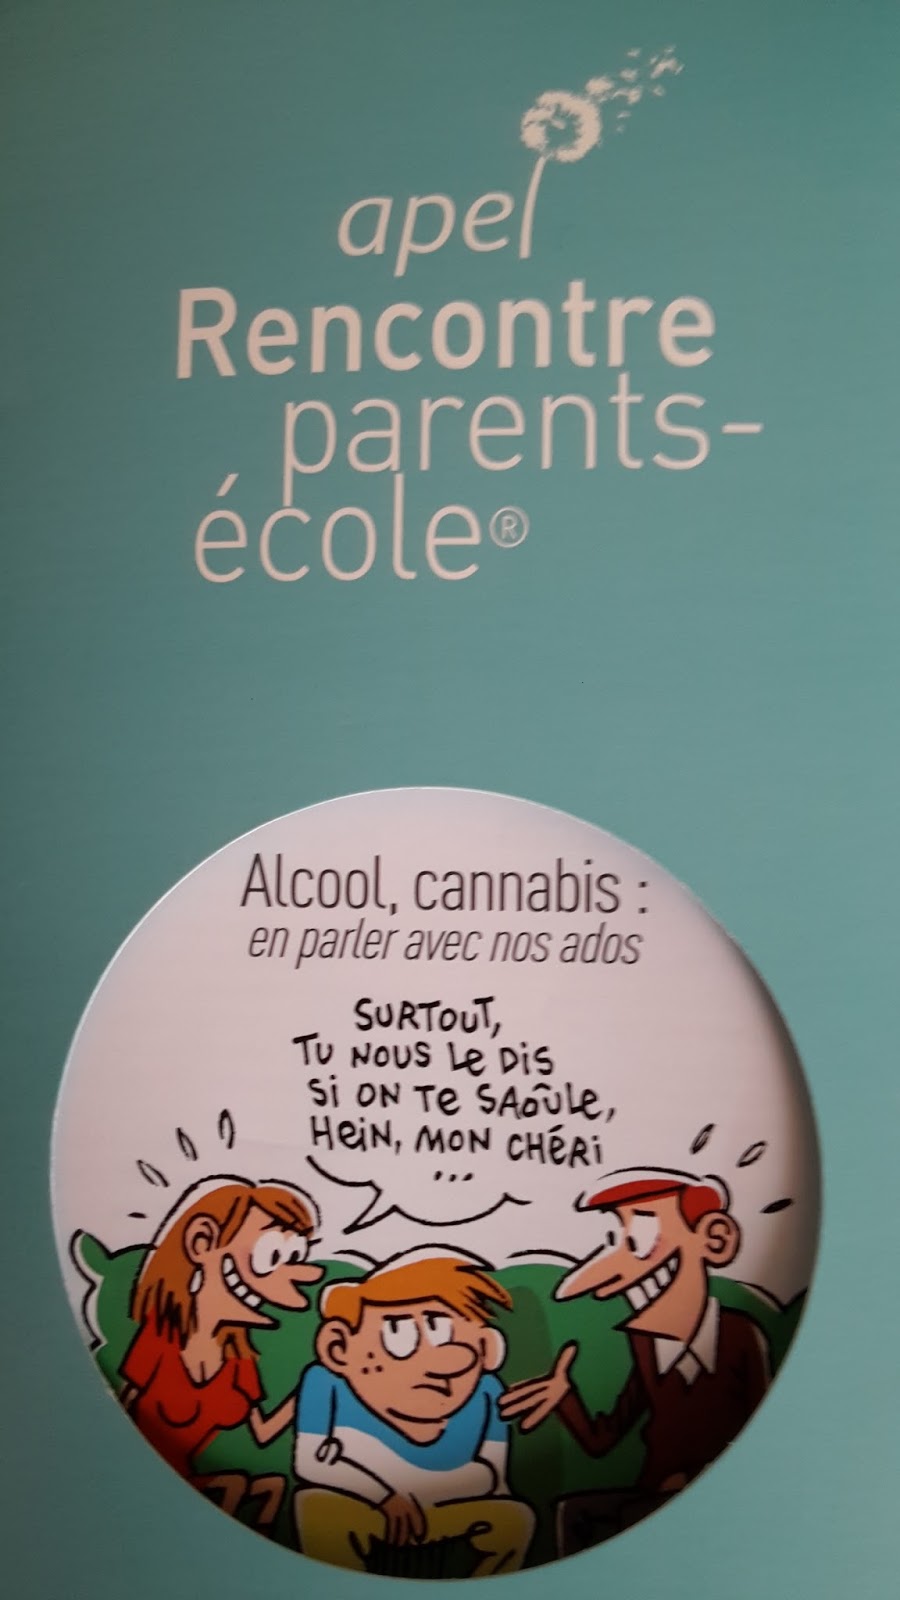 apel
Rencontre
parents-
école®
Alcool, cannabis :
en parler avec nos ados
SURTOUT,
TU NOUS Le DiS
Si ON Te SAOÛLe,
HeiN, MON CHÉRi
...